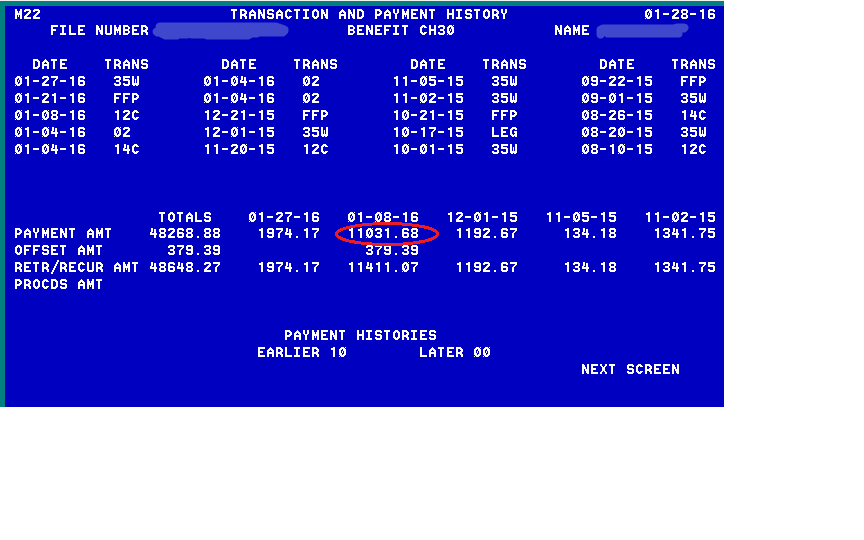 M22 TRANSACTION AND PAYMENT HISTORY 01-28-16
FILE NUMBER BENEFIT CH30 NAME
DATE TRANS DATE TRANS DATE TRANS DATE TRANS
01-27-16 35W 01-04-16 02 11-05-15 35W 09-22-15 FFP
01-21-16 FFP 01-04-16 02 11-02-15 35W 09-01-15 35W
01-08-16 12C 12-21-15 FFP 10-21-15 FFP 08-26-15 14C
01-04-16 02 12-01-15 35W 10-17-15 LEG 08-20-15 35W
01-04-16 14C 11-20-15 12C 10-01-15 35W 08-10-15 12C
TOTALS 01-27-16 01-08-16 12-01-15 11-05-15 11-02-15
PAYMENT AMT 48268.88 1974.17 11031.68 1192.67 134.18 1341.75
OFFSET AMT 379.39 379.39
RETR/RECUR AMT 48648.27 1974.17 11411.07 1192.67 134.18 1341.75
PROCDS AMT
PAYMENT HISTORIES
EARLIER 10 LATER 00
NEXT SCREEN